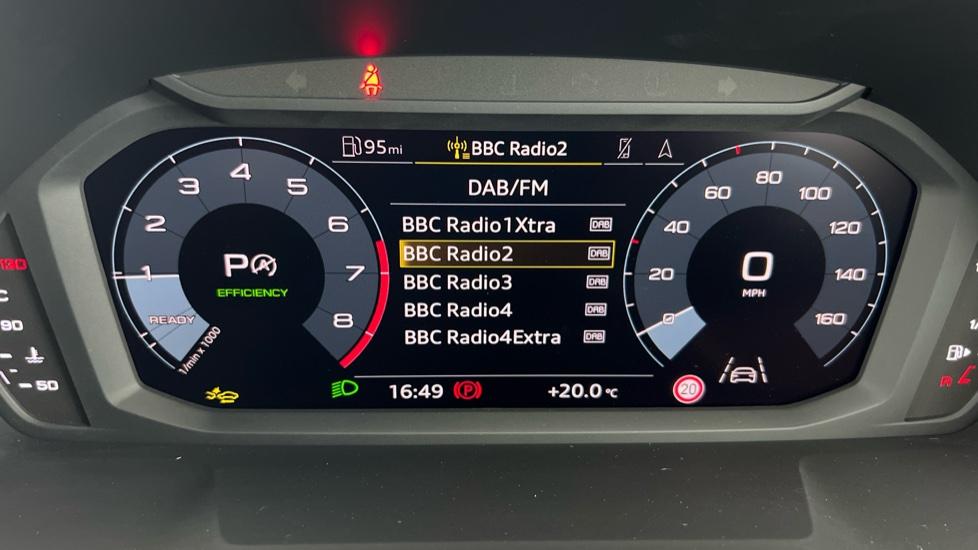 95mi BBC Radio2
DAB/FM
BBC Radio1Xtra DAB
BBC Radio2 DAB
BBC Radio3 DAB
BBC Radio4 DAB
BBC Radio4Extra DAB
1 2 3 4 5 6 7 8
P A
EFFICIENCY
READY
1/min x 1000
0 20 40 60 80 100 120 140 160
0
MPH
16:49 P +20.0°C 20
130
C
90
50